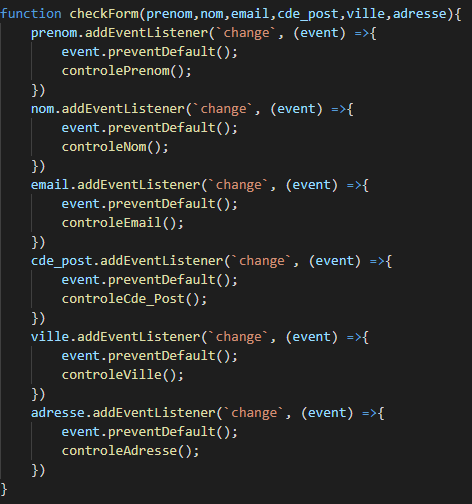 function checkForm(prenom,nom,email,cde_post,ville,adresse){
    prenom.addEventListener(`change`, (event) =>{
        event.preventDefault();
        controlePrenom();
    })
    nom.addEventListener(`change`, (event) =>{
        event.preventDefault();
        controleNom();
    })
    email.addEventListener(`change`, (event) =>{
        event.preventDefault();
        controleEmail();
    })
    cde_post.addEventListener(`change`, (event) =>{
        event.preventDefault();
        controleCde_Post();
    })
    ville.addEventListener(`change`, (event) =>{
        event.preventDefault();
        controleVille();
    })
    adresse.addEventListener(`change`, (event) =>{
        event.preventDefault();
        controleAdresse();
    })
}